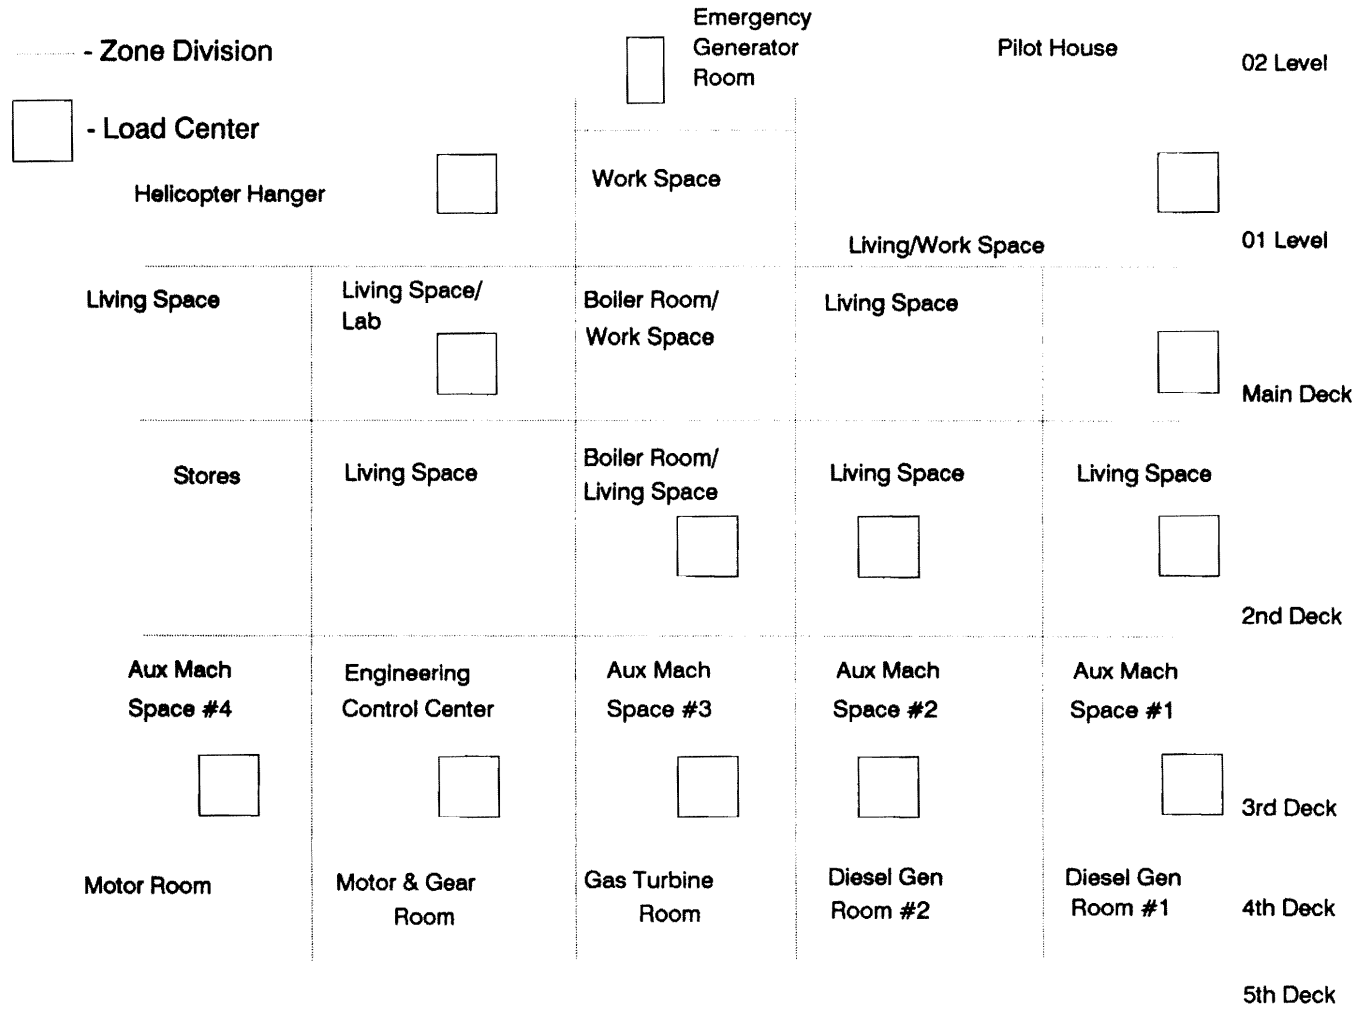 - Zone Division
Emergency
Generator
Room
Pilot House
02 Level
- Load Center
Helicopter Hanger
Work Space
Living/Work Space
01 Level
Living Space
Living Space/
Lab
Boiler Room/
Work Space
Living Space
Main Deck
Stores
Living Space
Boiler Room/
Living Space
Living Space
Living Space
2nd Deck
Aux Mach
Space #4
Engineering
Control Center
Aux Mach
Space #3
Aux Mach
Space #2
Aux Mach
Space #1
3rd Deck
Motor Room
Motor & Gear
Room
Gas Turbine
Room
Diesel Gen
Room #2
Diesel Gen
Room #1
4th Deck
5th Deck